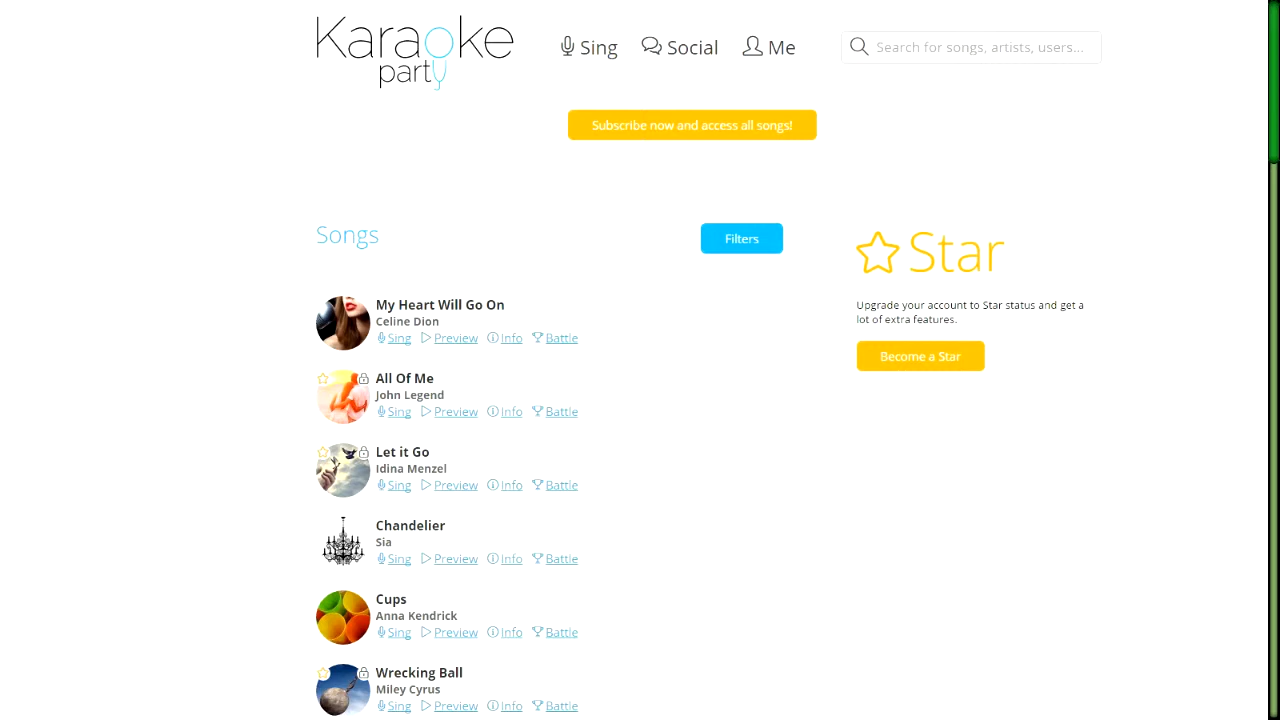 Karaoke
party
Sing Social Me
Search for songs, artists, users...
Subscribe now and access all songs!
Songs
Filters
Star
Upgrade your account to Star status and get a
lot of extra features.
Become a Star
My Heart Will Go On
Celine Dion
Sing Preview Info Battle
All Of Me
John Legend
Sing Preview Info Battle
Let it Go
Idina Menzel
Sing Preview Info Battle
Chandelier
Sia
Sing Preview Info Battle
Cups
Anna Kendrick
Sing Preview Info Battle
Wrecking Ball
Miley Cyrus
Sing Preview Info Battle